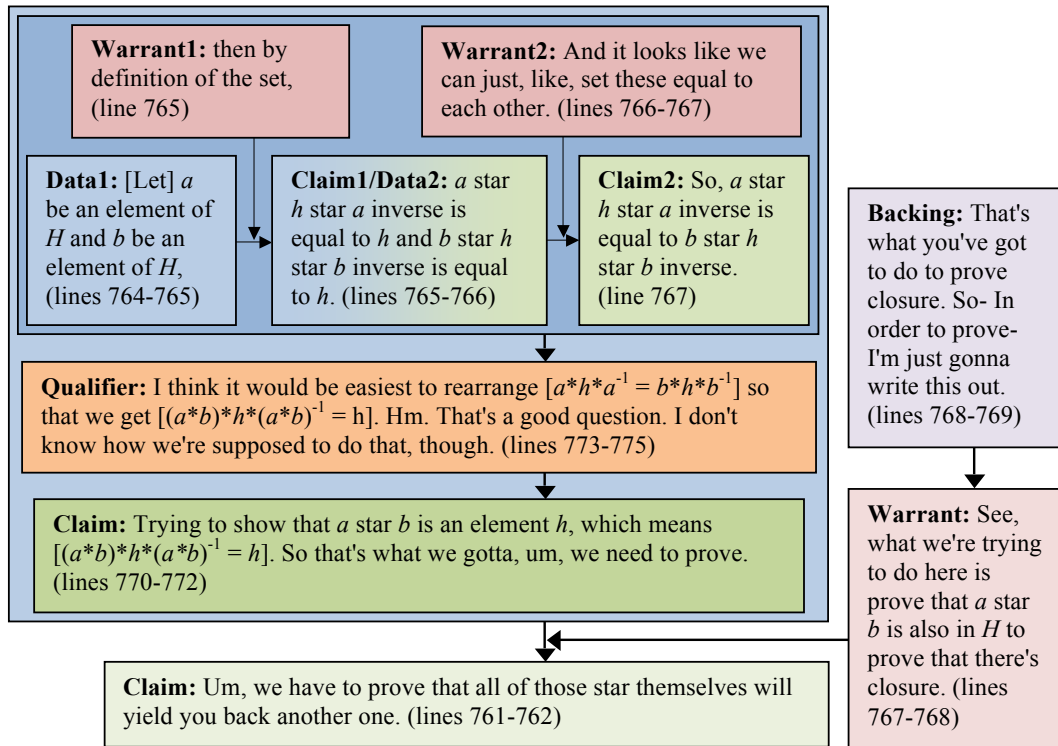 Warrant1: then by
definition of the set,
(line 765)
Warrant2: And it looks like we
can just, like, set these equal to
each other. (lines 766-767)
Data1: [Let] a
be an element of
H and b be an
element of H,
(lines 764-765)
Claim1/Data2: a star
h star a inverse is
equal to h and b star h
star b inverse is equal
to h. (lines 765-766)
Claim2: So, a star
h star a inverse is
equal to b star h
star b inverse.
(line 767)
Qualifier: I think it would be easiest to rearrange [a*h*a⁻¹ = b*h*b⁻¹] so
that we get [(a*b)*h*(a*b)⁻¹ = h]. Hm. That's a good question. I don't
know how we're supposed to do that, though. (lines 773-775)
Claim: Trying to show that a star b is an element h, which means
[(a*b)*h*(a*b)⁻¹ = h]. So that's what we gotta, um, we need to prove.
(lines 770-772)
Claim: Um, we have to prove that all of those star themselves will
yield you back another one. (lines 761-762)
Backing: That's
what you've got
to do to prove
closure. So- In
order to prove-
I'm just gonna
write this out.
(lines 768-769)
Warrant: See,
what we're trying
to do here is
prove that a star
b is also in H to
prove that there's
closure. (lines
767-768)